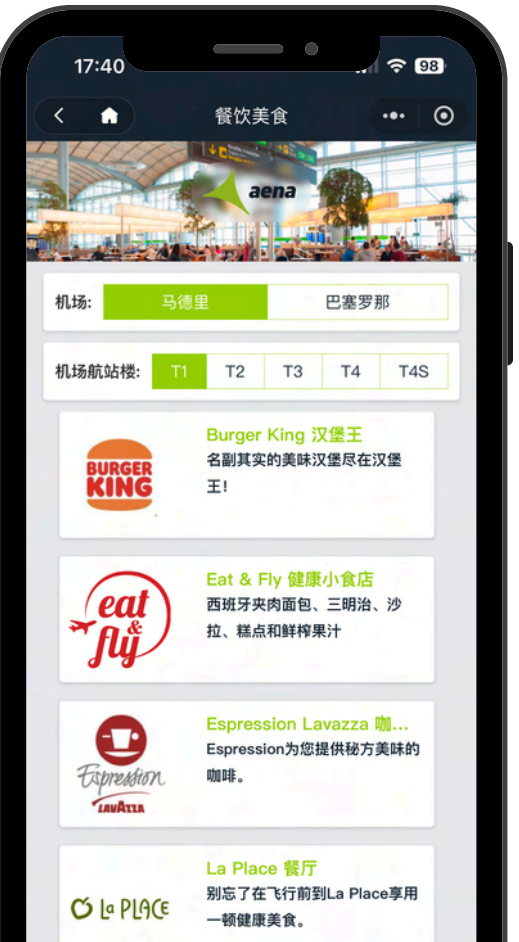 17:40
98
餐饮美食
aena
机场:
马德里
巴塞罗那
机场航站楼:
T1
T2
T3
T4
T4S
BURGER
KING
Burger King 汉堡王
名副其实的美味汉堡尽在汉堡
王!
eat
&
fly
Eat & Fly 健康小食店
西班牙夹肉面包、三明治、沙
拉、糕点和鲜榨果汁
Espression
LAVAZZA
Espression Lavazza 咖...
Espression为您提供秘方美味的
咖啡。
La PLACE
La Place 餐厅
别忘了在飞行前到La Place享用
一顿健康美食。